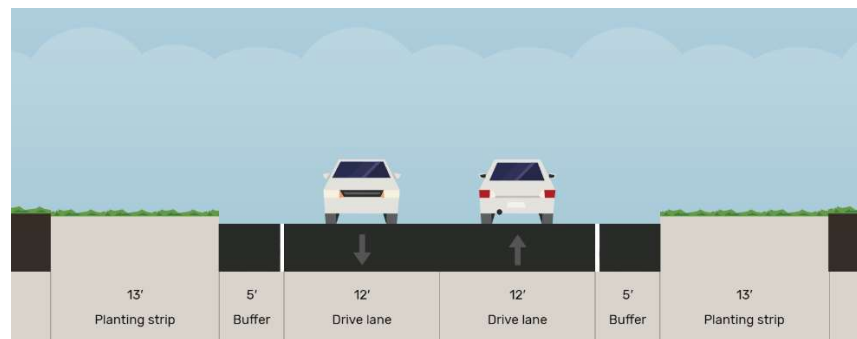 13' 5' 12' 12' 5' 13'
Planting strip Buffer Drive lane Drive lane Buffer Planting strip